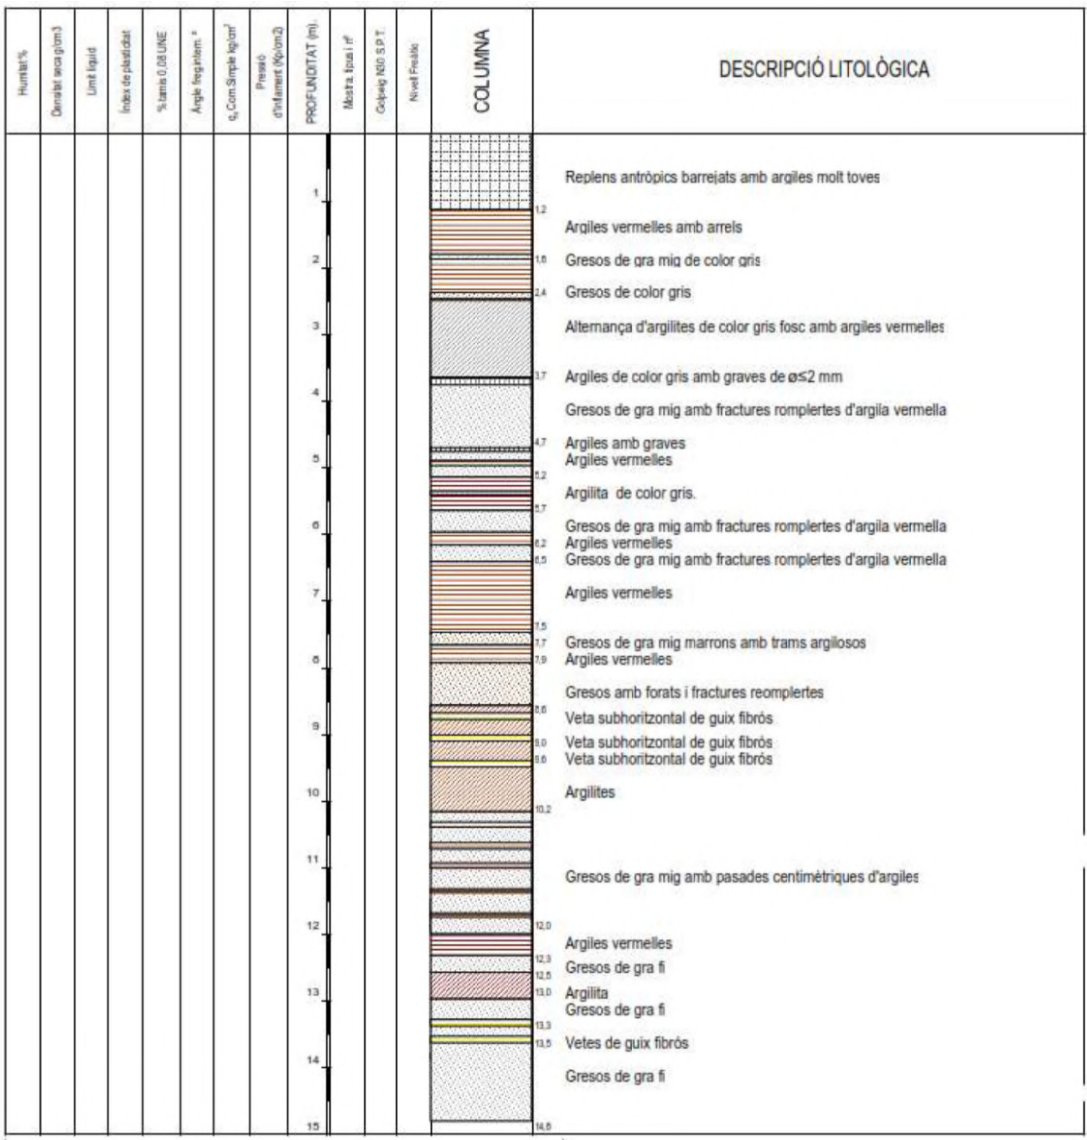 Humitat %
Densitat seca g/cm3
Límit líquid
Índex de plasticitat
% tamis 0,08 UNE
Angle freg intern. º
Com. Simple kg/cm²
Pressió
d'inflament (Kp/cm2)
PROFUNDITAT (m).
Mostra, tipus i nº
Golpeig N30 S.P.T.
Nivell Freàtic
COLUMNA
DESCRIPCIÓ LITOLÒGICA
Replens antròpics barrejats amb argiles molt toves
1
1,2
Argiles vermelles amb arrels
2
1,8
Gresos de gra mig de color gris
2,4
Gresos de color gris
3
Alternança d'argilites de color gris fosc amb argiles vermelles
3,7
Argiles de color gris amb graves de ø≤2 mm
4
Gresos de gra mig amb fractures romplertes d'argila vermella
4,7
Argiles amb graves
5
Argiles vermelles
5,2
Argilita de color gris.
5,7
6
Gresos de gra mig amb fractures romplertes d'argila vermella
6,2
Argiles vermelles
6,5
Gresos de gra mig amb fractures romplertes d'argila vermella
7
Argiles vermelles
7,5
7,7
Gresos de gra mig marrons amb trams argilosos
8
7,9
Argiles vermelles
Gresos amb forats i fractures reomplertes
8,6
Veta subhoritzontal de guix fibrós
9
9,0
Veta subhoritzontal de guix fibrós
9,6
Veta subhoritzontal de guix fibrós
10
Argilites
10,2
11
Gresos de gra mig amb pasades centimètriques d'argiles
12
12,0
Argiles vermelles
12,3
Gresos de gra fi
12,5
13
13,0
Argilita
Gresos de gra fi
13,3
13,5
Vetes de guix fibrós
14
Gresos de gra fi
15
14,8